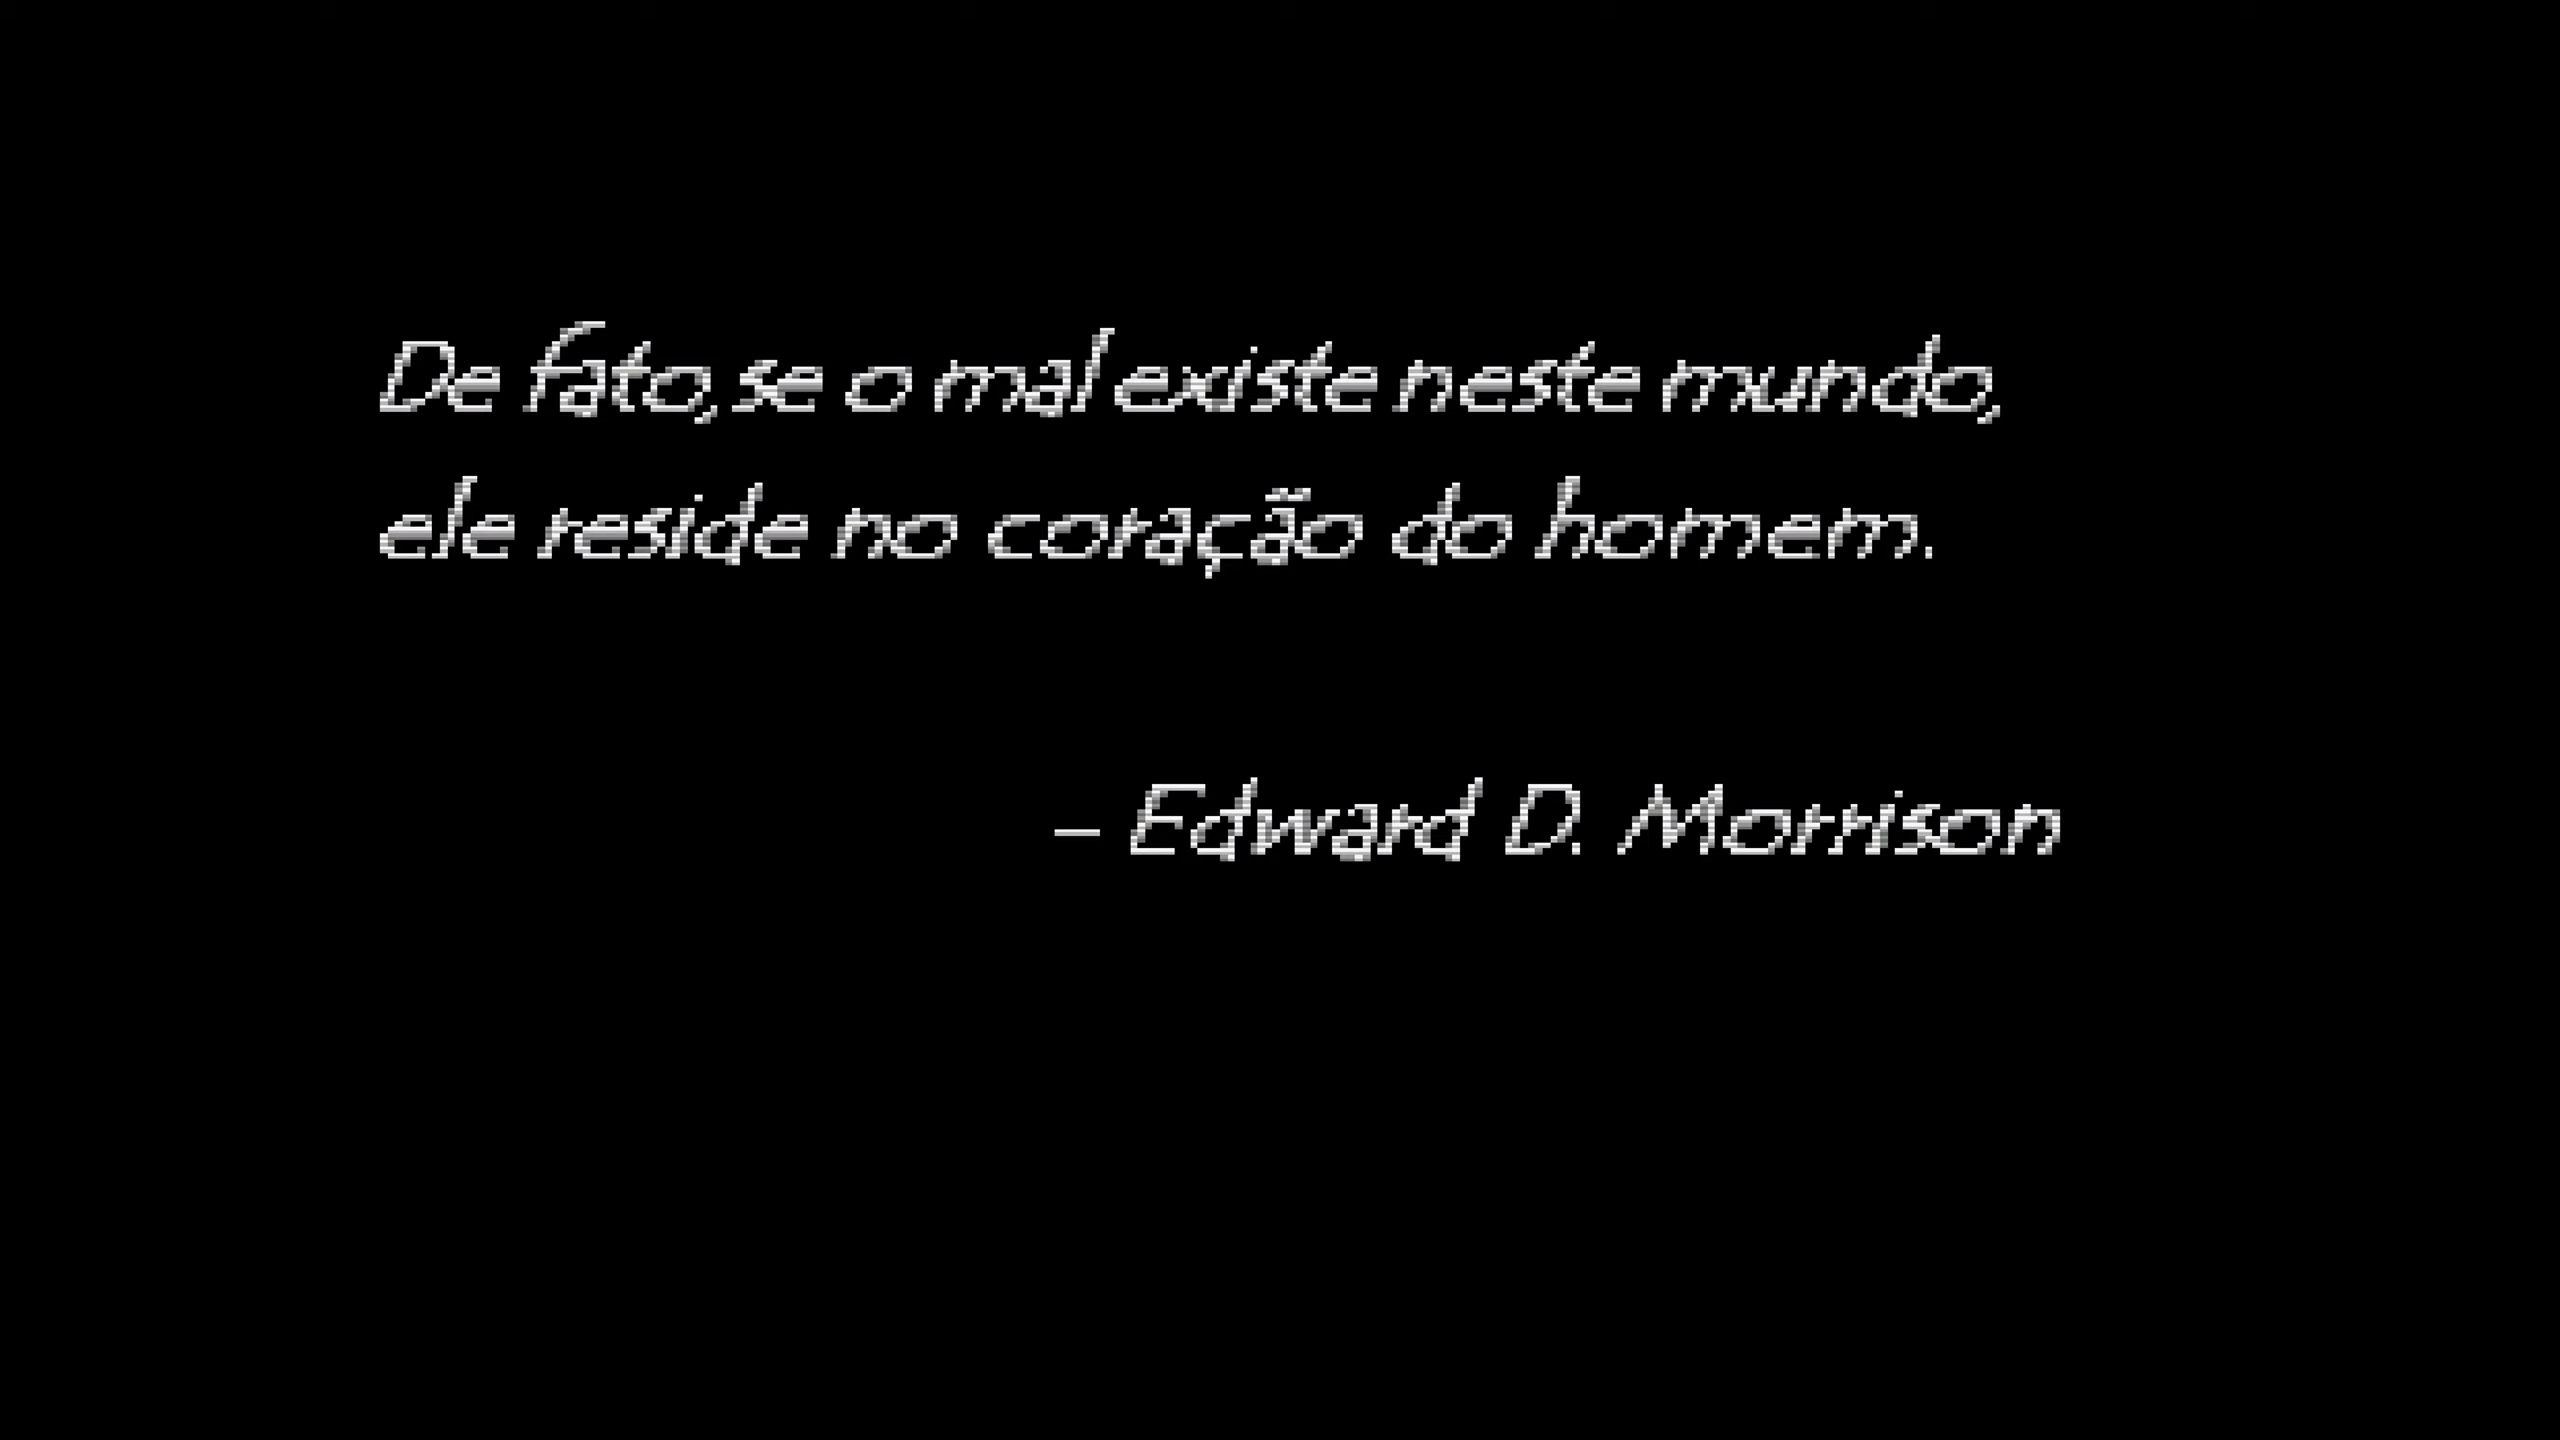 De fato, se o mal existe neste mundo,
ele reside no coração do homem.
– Edward D. Morrison